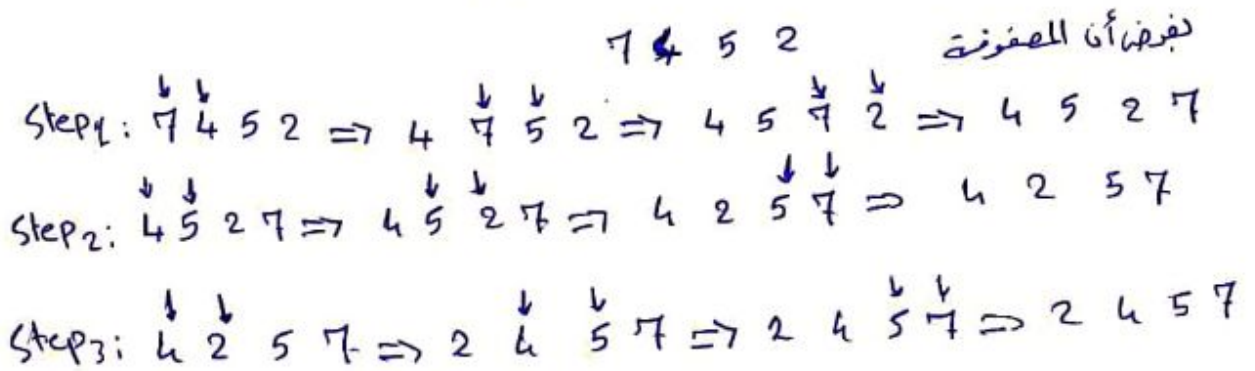 بفرض أن المصفوفة 7 4 5 2
Step1: 7 4 5 2 => 4 7 5 2 => 4 5 7 2 => 4 5 2 7
Step2: 4 5 2 7 => 4 5 2 7 => 4 2 5 7 => 4 2 5 7
Step3: 4 2 5 7 => 2 4 5 7 => 2 4 5 7 => 2 4 5 7